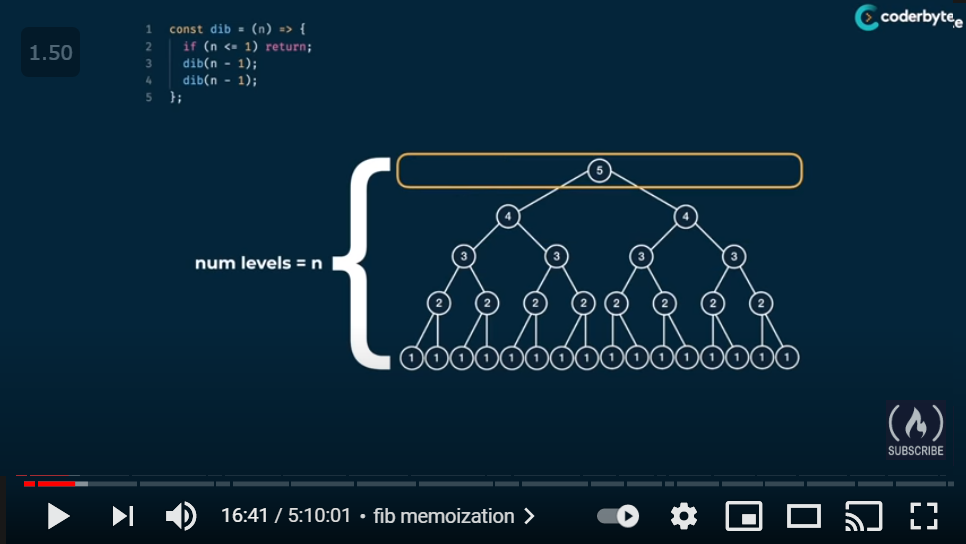 1.50
coderbyte
e
1 const dib = (n) => {
2 if (n <= 1) return;
3 dib(n - 1);
4 dib(n - 1);
5 };
5
4 4
3 3 3 3
num levels = n
2 2 2 2 2 2 2 2
1 1 1 1 1 1 1 1 1 1 1 1 1 1 1 1
SUBSCRIBE
16:41 / 5:10:01 • fib memoization >